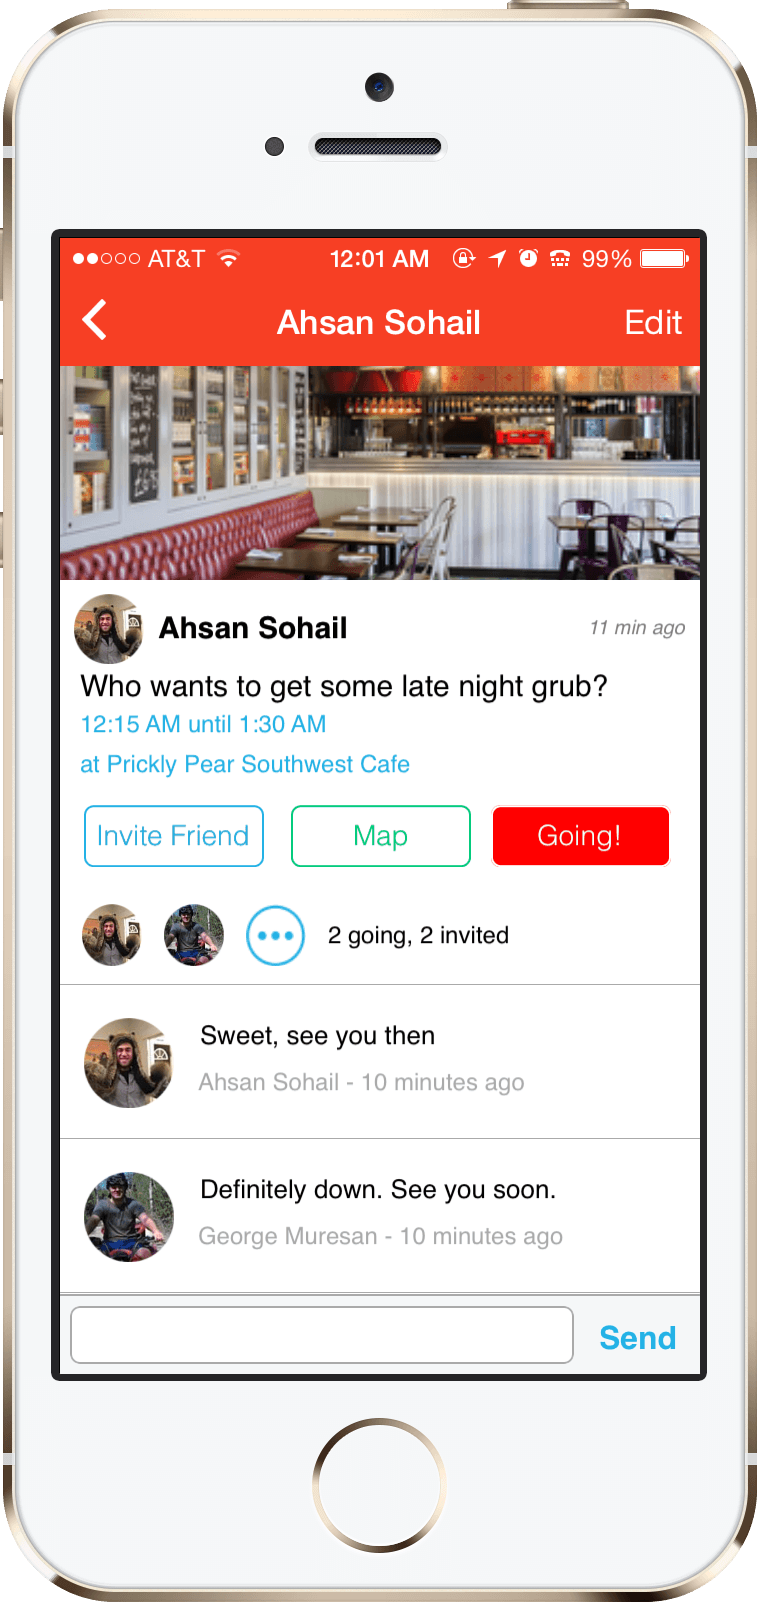 AT&T 12:01 AM 99%
Ahsan Sohail Edit
Ahsan Sohail 11 min ago
Who wants to get some late night grub?
12:15 AM until 1:30 AM
at Prickly Pear Southwest Cafe
Invite Friend Map Going!
2 going, 2 invited
Sweet, see you then
Ahsan Sohail - 10 minutes ago
Definitely down. See you soon.
George Muresan - 10 minutes ago
Send